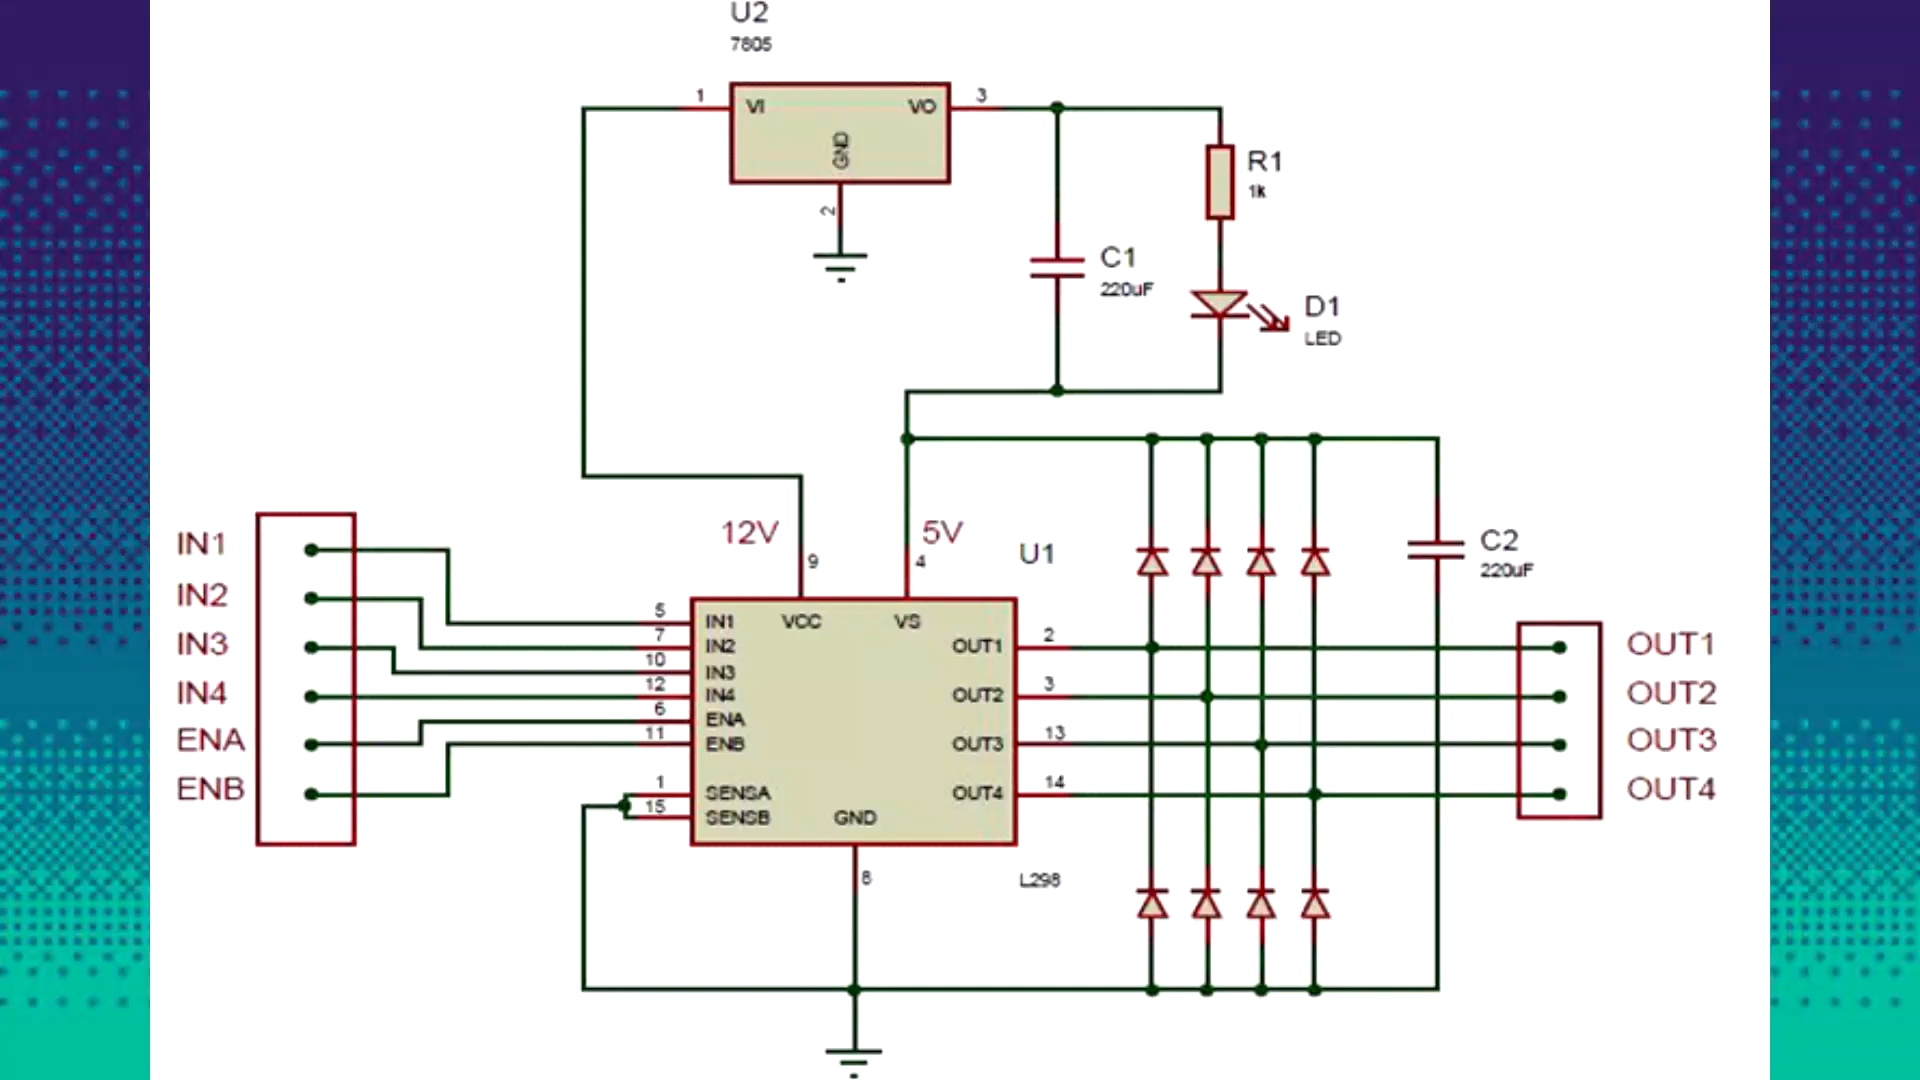 U2
7805
1
VI
VO
3
GND
2
R1
1k
C1
220uF
D1
LED
12V
5V
9
4
U1
C2
220uF
IN1
IN2
IN3
IN4
ENA
ENB
5
7
10
12
6
11
1
15
IN1
IN2
IN3
IN4
ENA
ENB
SENSA
SENSB
VCC
VS
GND
OUT1
OUT2
OUT3
OUT4
2
3
13
14
8
L298
OUT1
OUT2
OUT3
OUT4